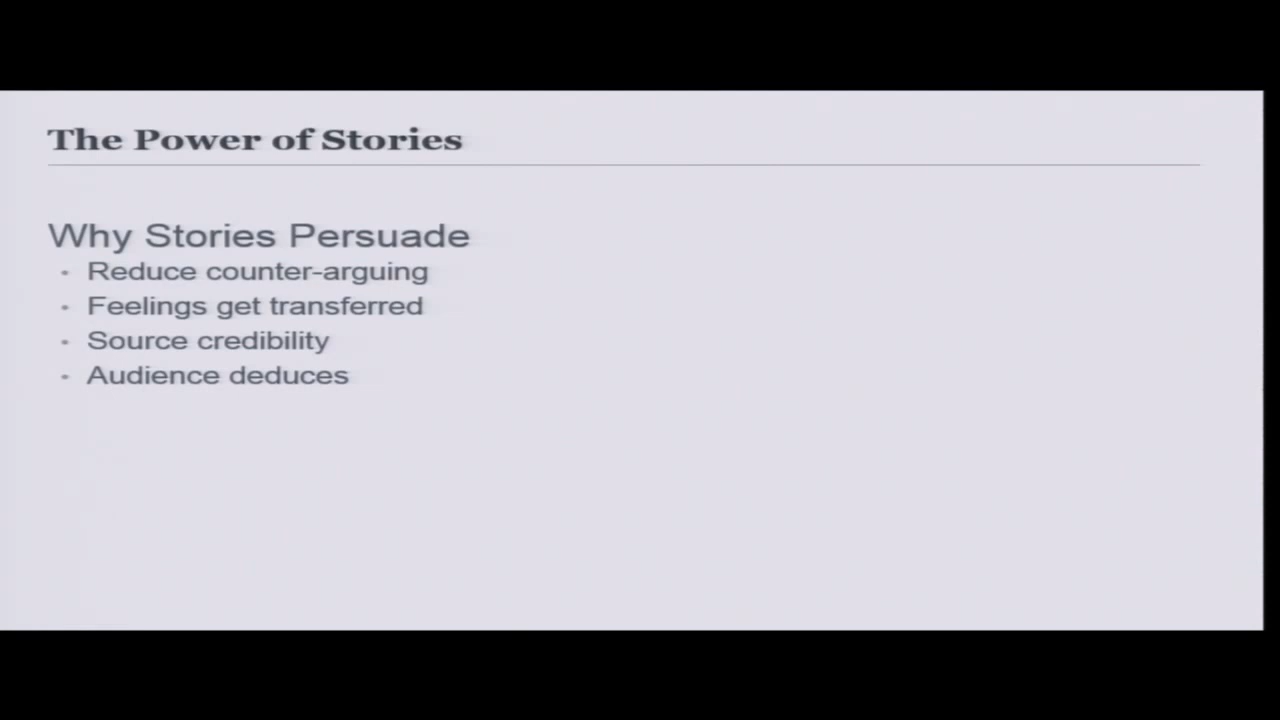 The Power of Stories
Why Stories Persuade
• Reduce counter-arguing
• Feelings get transferred
• Source credibility
• Audience deduces